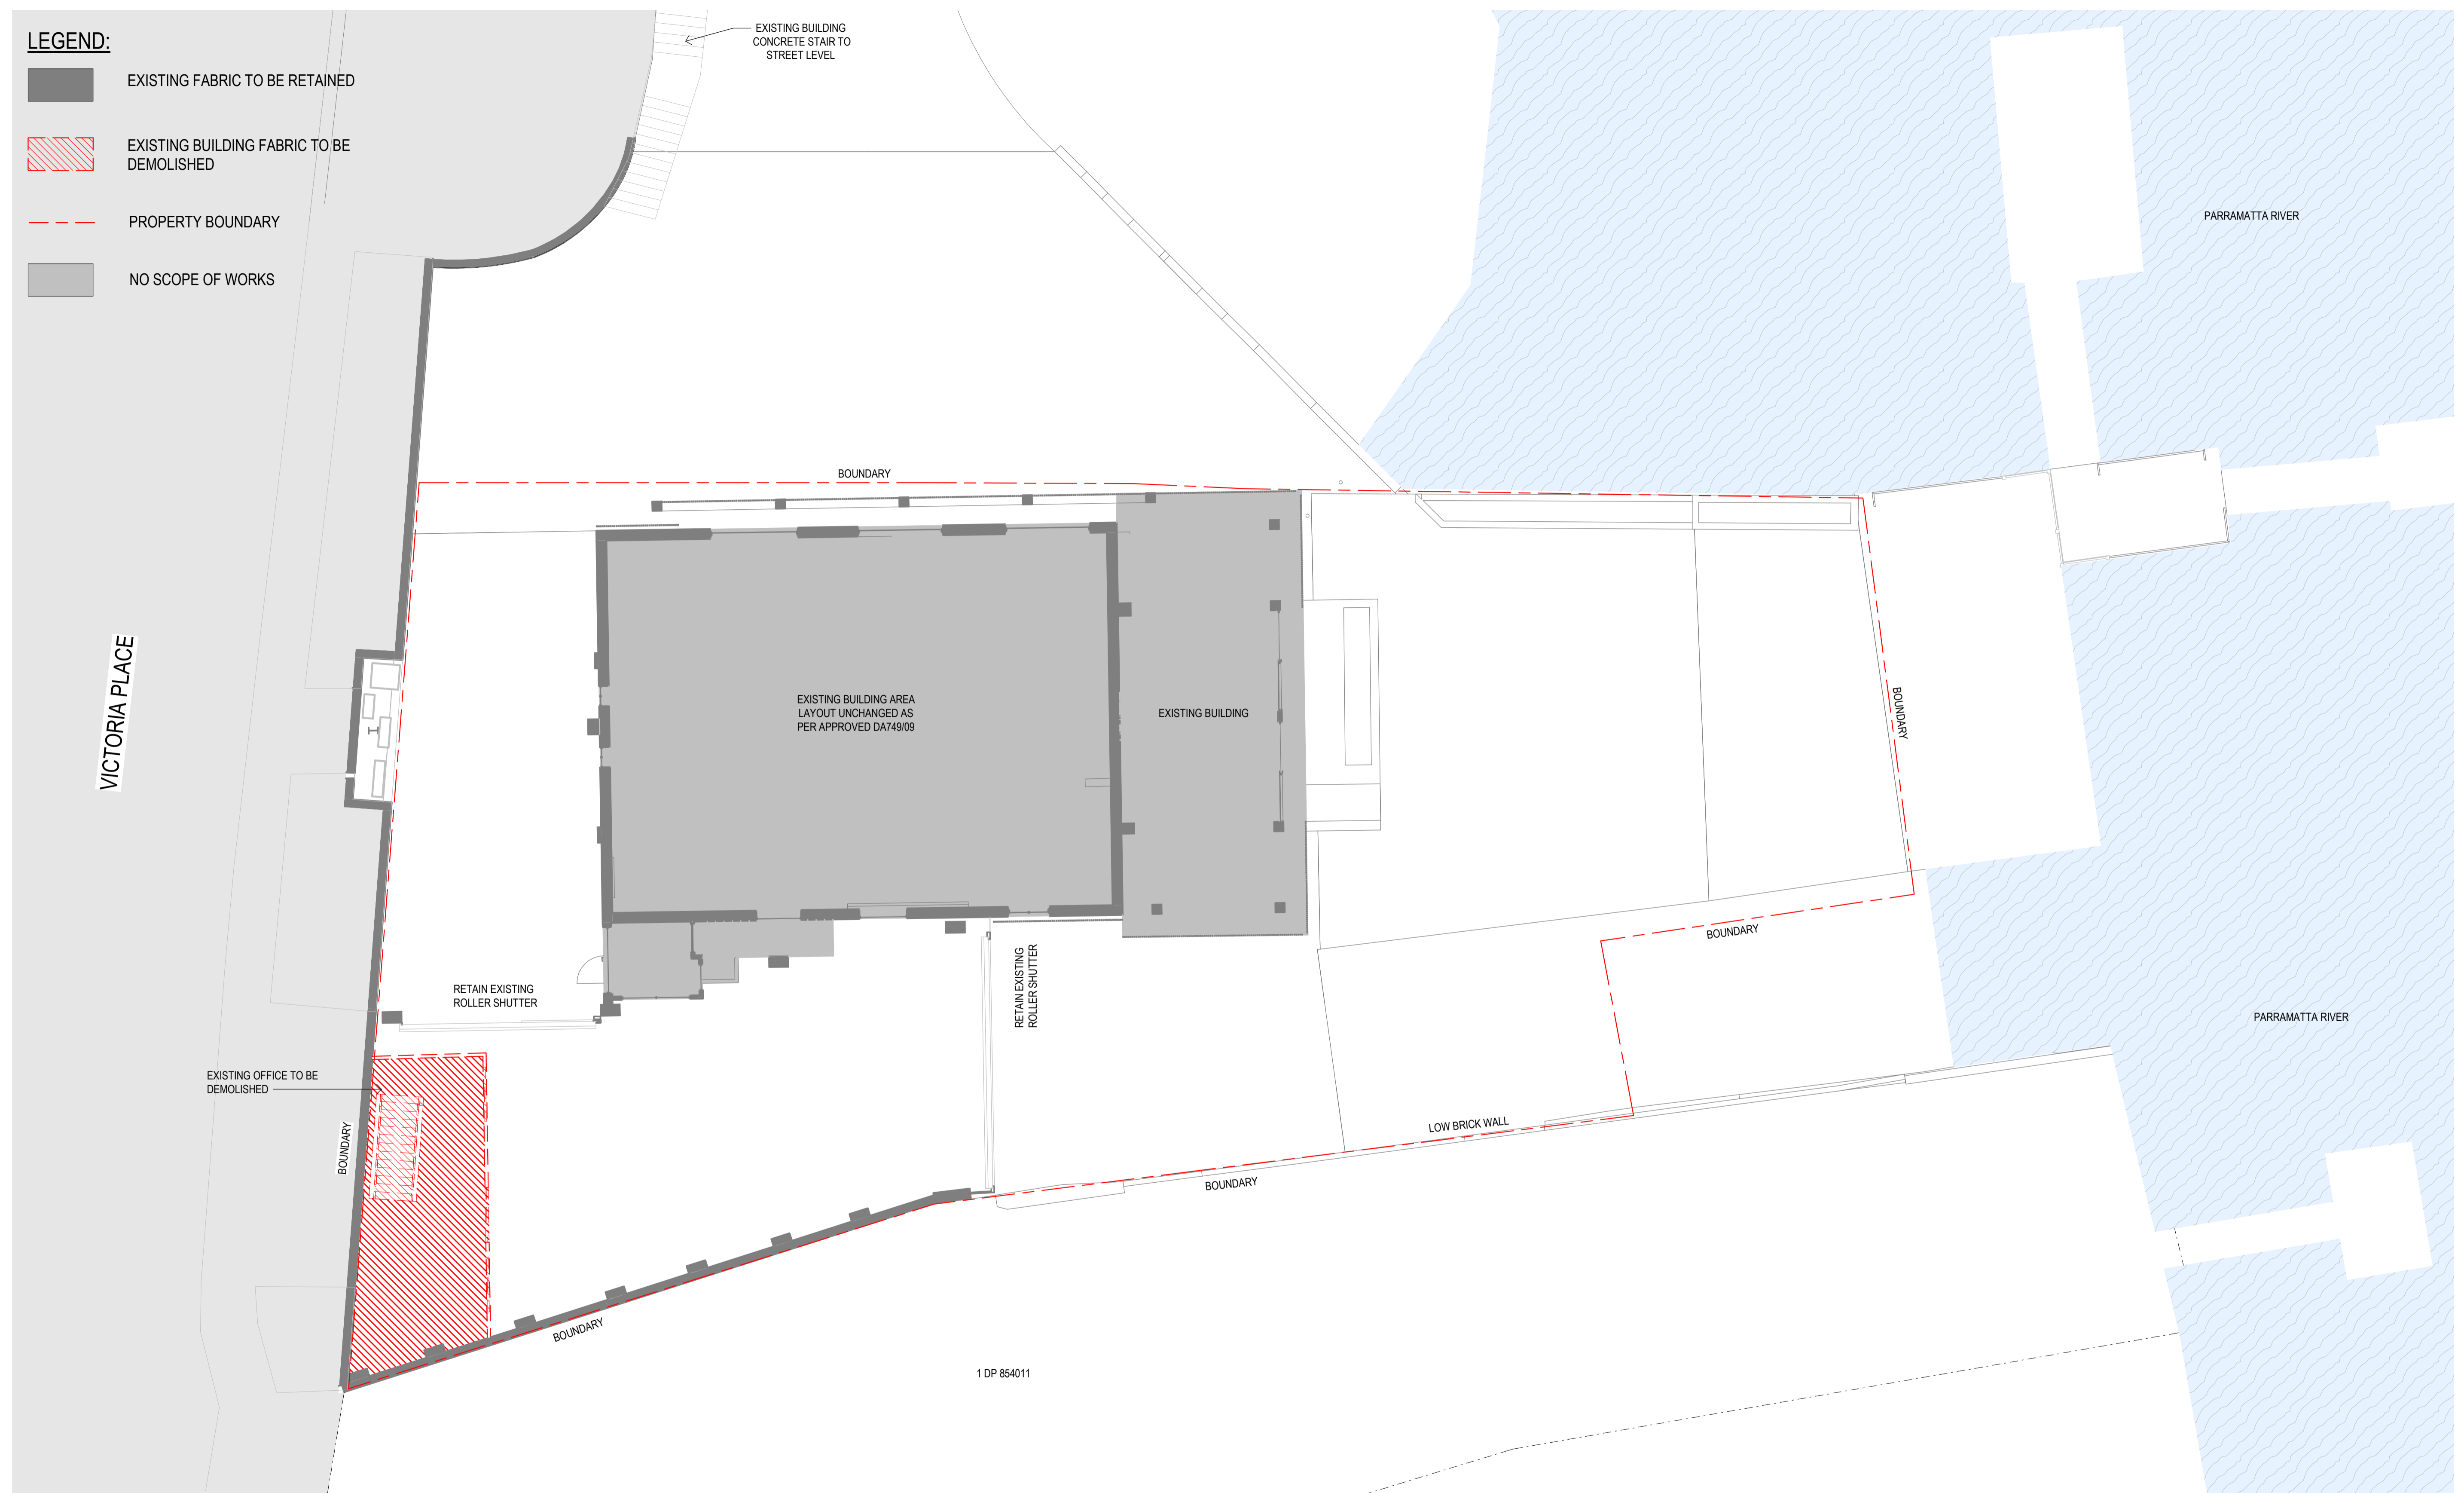 LEGEND:
EXISTING FABRIC TO BE RETAINED
EXISTING BUILDING FABRIC TO BE
DEMOLISHED
PROPERTY BOUNDARY
NO SCOPE OF WORKS
EXISTING BUILDING
CONCRETE STAIR TO
STREET LEVEL
PARRAMATTA RIVER
BOUNDARY
VICTORIA PLACE
EXISTING BUILDING AREA
LAYOUT UNCHANGED AS
PER APPROVED DA749/09
EXISTING BUILDING
BOUNDARY
BOUNDARY
RETAIN EXISTING
ROLLER SHUTTER
RETAIN EXISTING
ROLLER SHUTTER
PARRAMATTA RIVER
EXISTING OFFICE TO BE
DEMOLISHED
BOUNDARY
LOW BRICK WALL
BOUNDARY
BOUNDARY
1 DP 854011